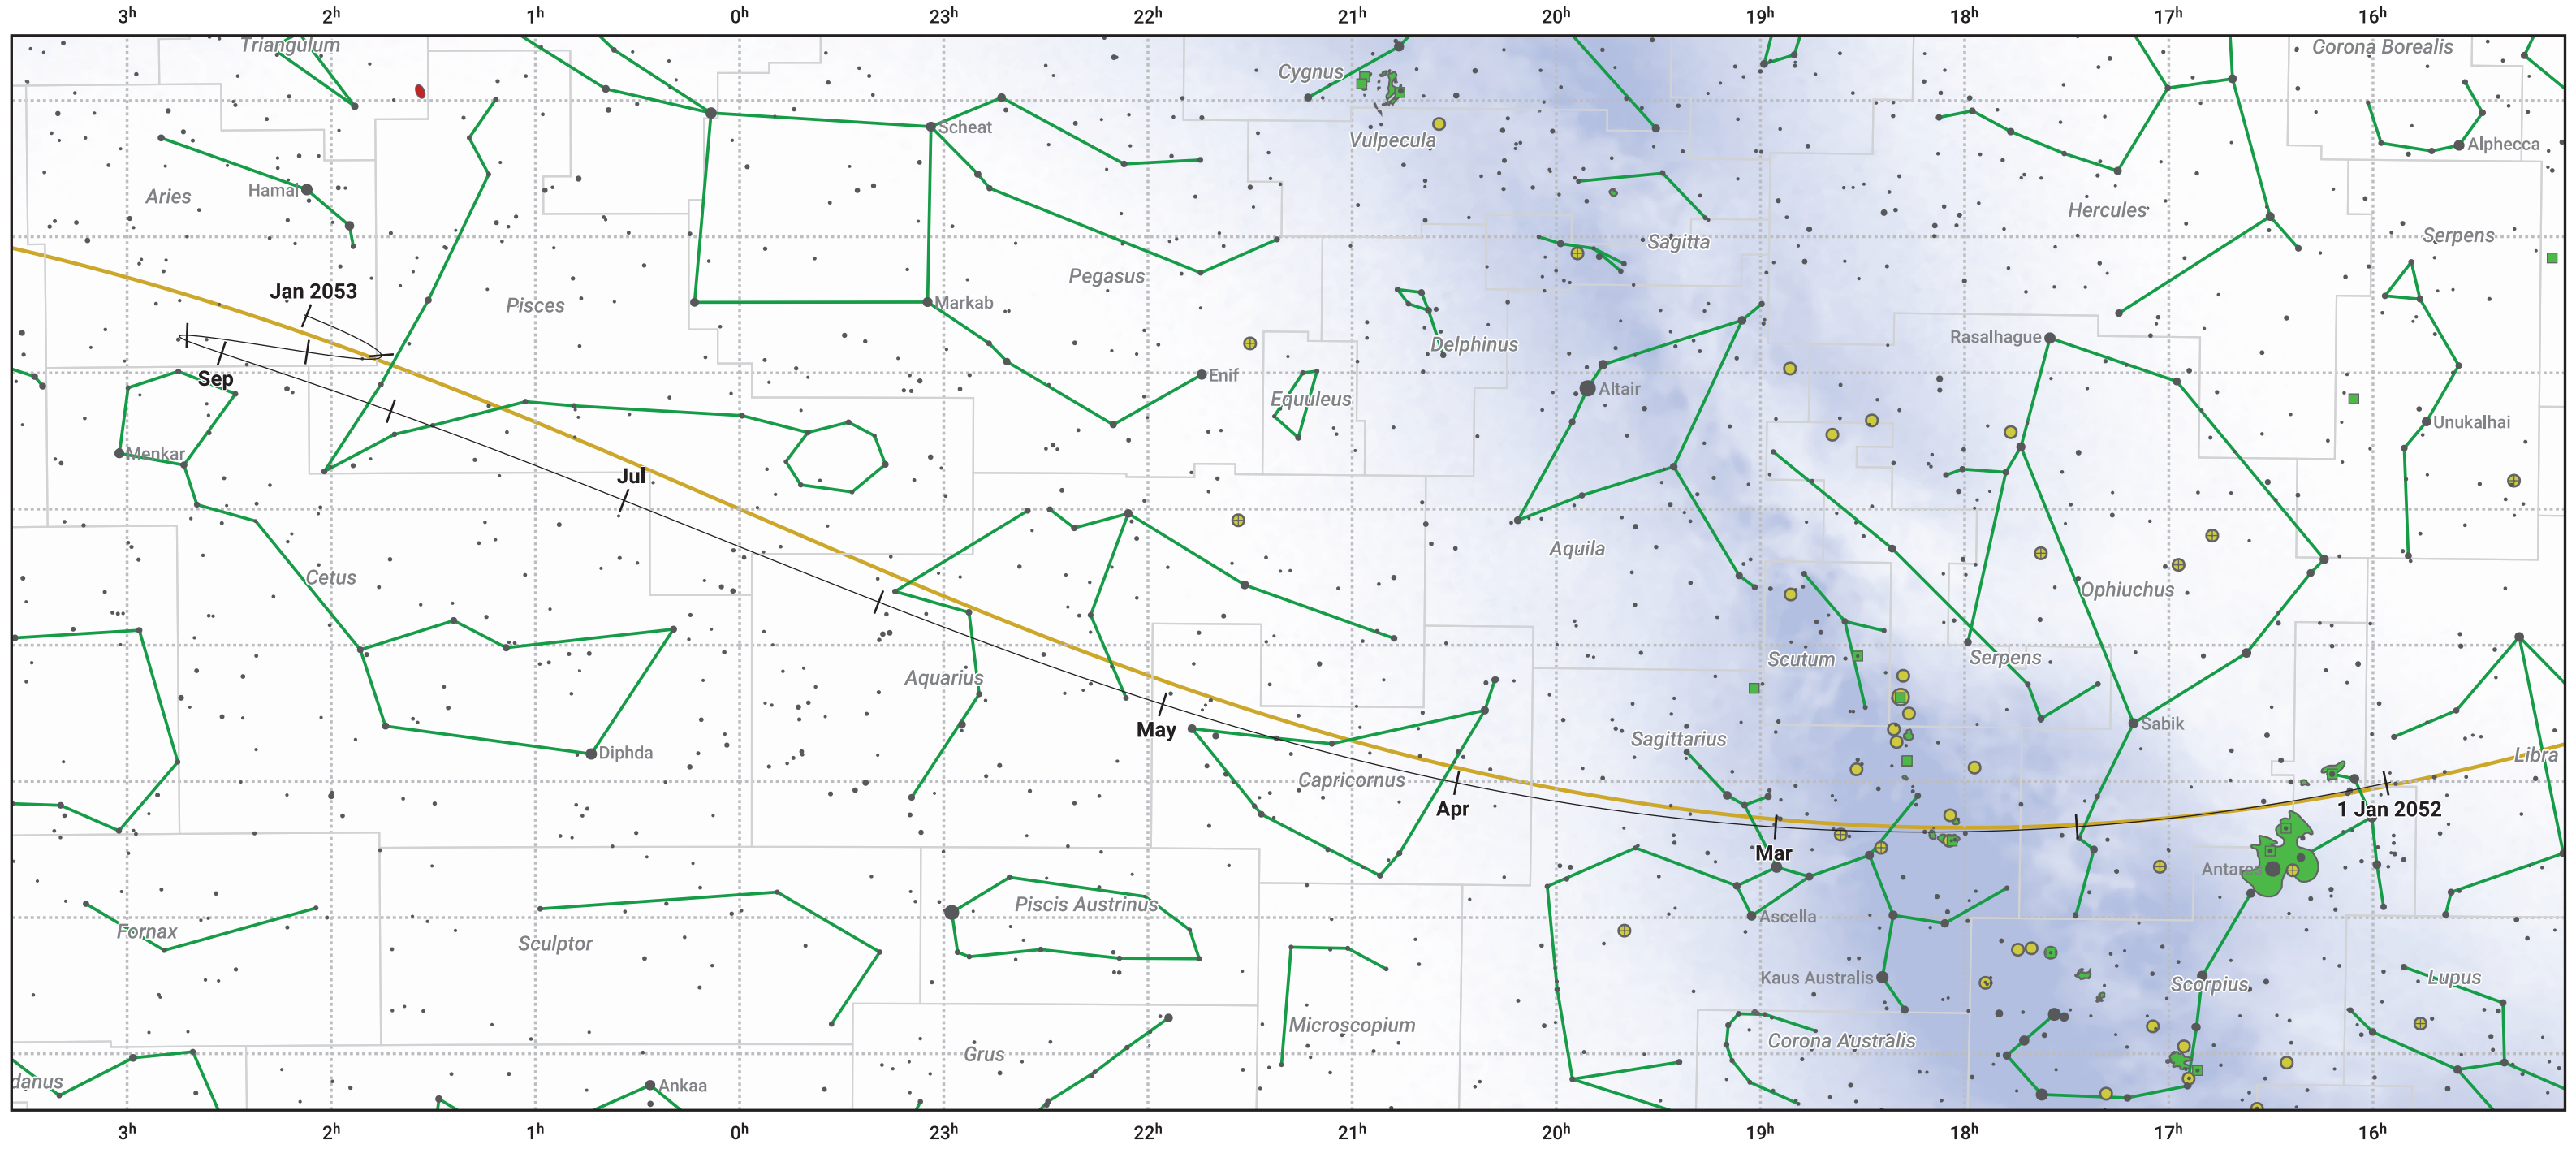 3h 2h 1h 0h 23h 22h 21h 20h 19h 18h 17h 16h
Triangulum
Corona Borealis
Cygnus
Scheat
Vulpecula
Alphecca
Hamal
Aries
Hercules
Serpens
Sagitta
Pegasus
Jan 2053
Pisces
Markab
Rasalhague
Delphinus
Sep
Enif
Altair
Equuleus
Unukalhai
Menkar
Jul
Aquila
Cetus
Ophiuchus
Scutum
Serpens
Aquarius
Sabik
May
Sagittarius
Diphda
Libra
Capricornus
Apr
1 Jan 2052
Mar
Antares
Piscis Austrinus
Ascella
Fornax
Sculptor
Kaus Australis
Lupus
Scorpius
Microscopium
Corona Australis
Grus
danus
Ankaa
3h 2h 1h 0h 23h 22h 21h 20h 19h 18h 17h 16h